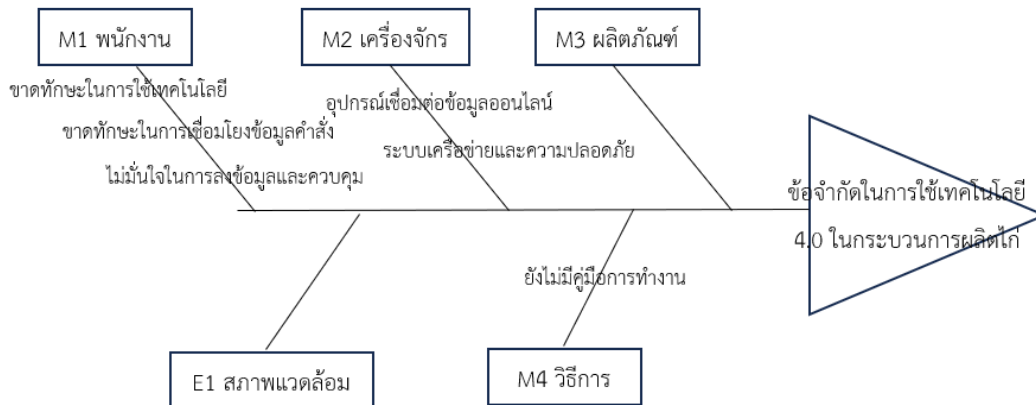 M1 พนักงาน
M2 เครื่องจักร
M3 ผลิตภัณฑ์
ขาดทักษะในการใช้เทคโนโลยี
อุปกรณ์เชื่อมต่อข้อมูลออนไลน์
ขาดทักษะในการเชื่อมโยงข้อมูลคำสั่ง
ระบบเครือข่ายและความปลอดภัย
ไม่มั่นใจในการส่งข้อมูลและควบคุม
ข้อจำกัดในการใช้เทคโนโลยี
4.0 ในกระบวนการผลิตไก่
ยังไม่มีคู่มือการทำงาน
E1 สภาพแวดล้อม
M4 วิธีการ